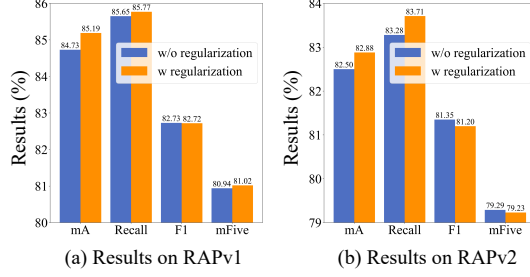 86
85
84
83
82
81
80
Results (%)
84.73
85.19
85.65
85.77
82.73
82.72
80.94
81.02
w/o regularization
w regularization
mA
Recall
F1
mFive
(a) Results on RAPv1
84
83
82
81
80
79
Results (%)
82.50
82.88
83.28
83.71
81.35
81.20
79.29
79.23
w/o regularization
w regularization
mA
Recall
F1
mFive
(b) Results on RAPv2